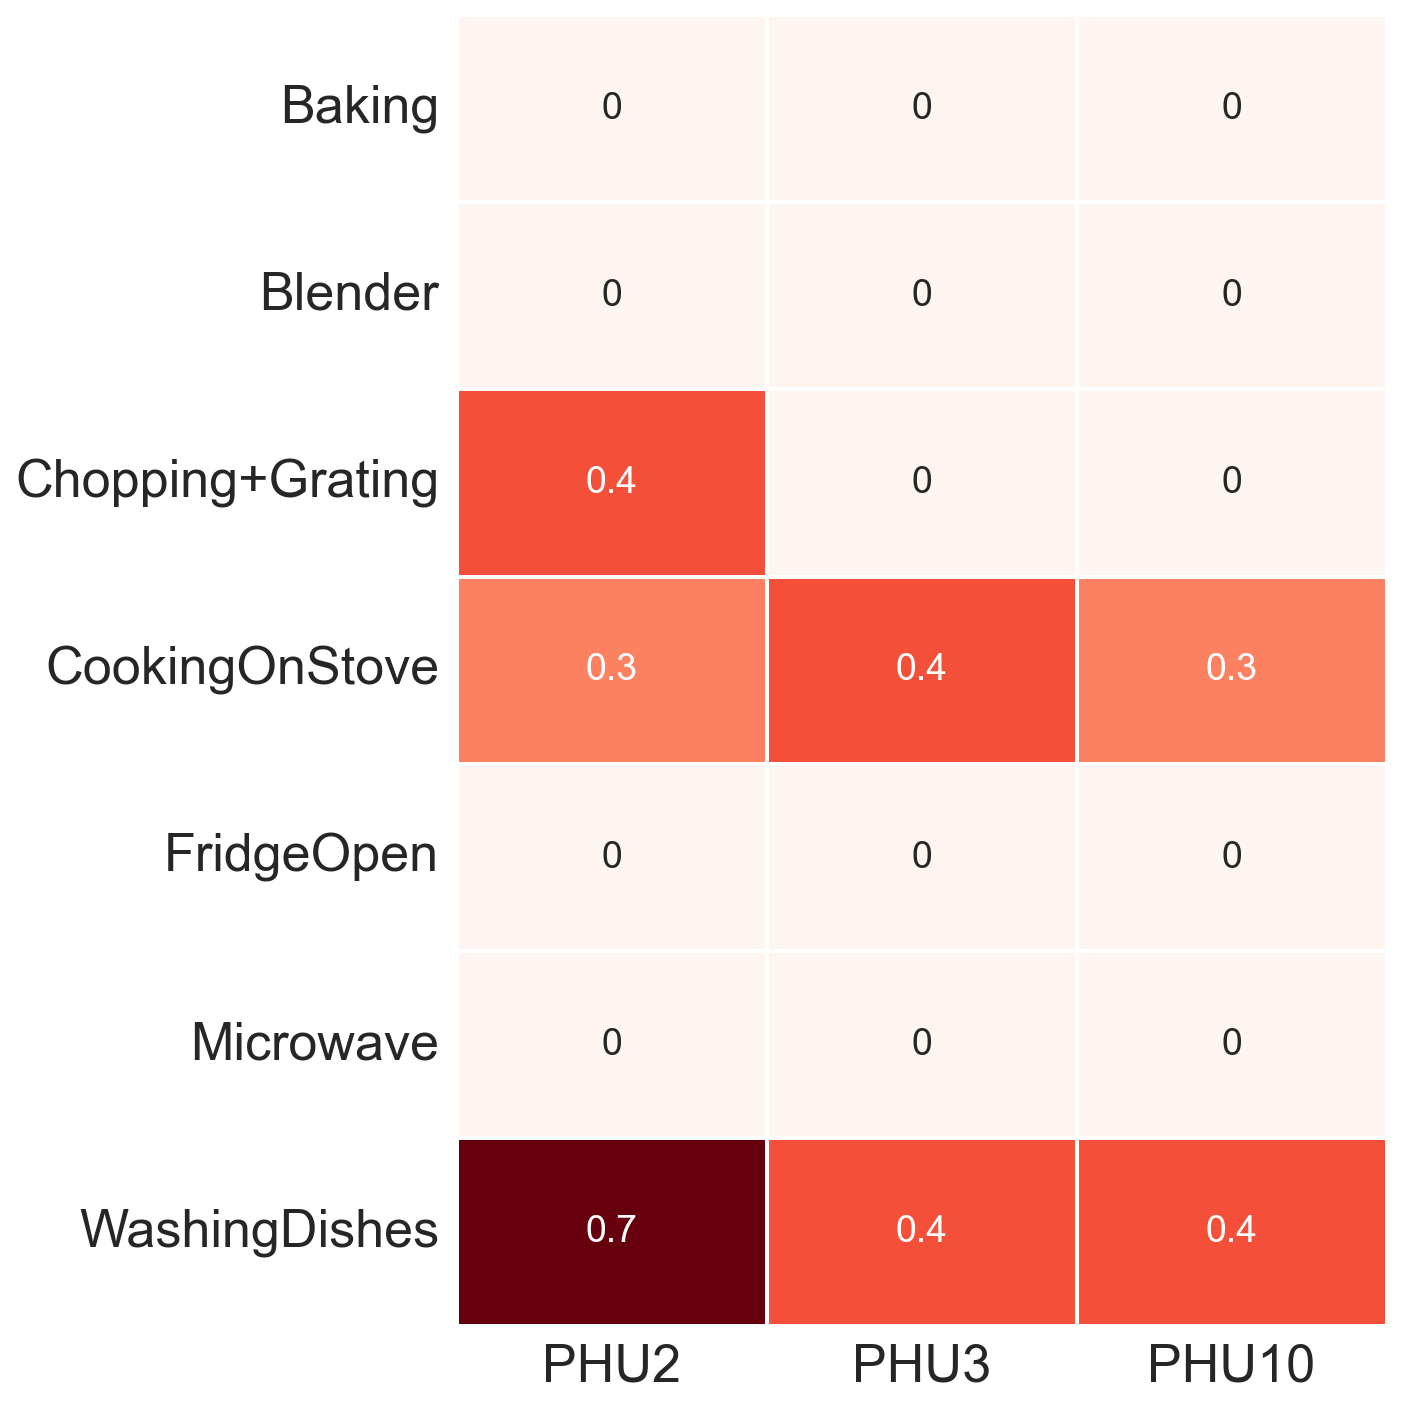 Baking 0 0 0
Blender 0 0 0
Chopping+Grating 0.4 0 0
CookingOnStove 0.3 0.4 0.3
FridgeOpen 0 0 0
Microwave 0 0 0
WashingDishes 0.7 0.4 0.4
PHU2 PHU3 PHU10